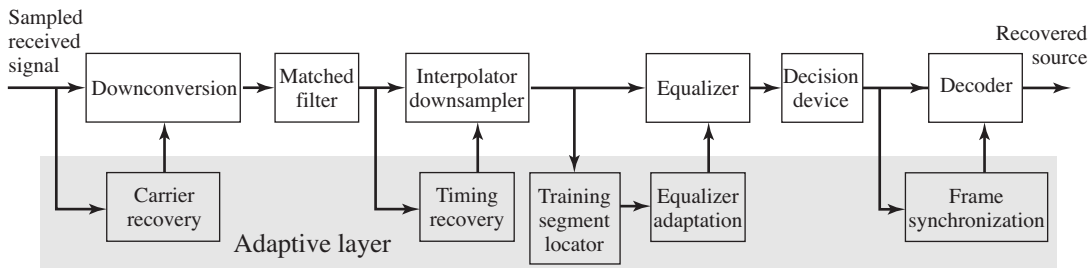 Sampled
received
signal
Downconversion
Matched
filter
Interpolator
downsampler
Equalizer
Decision
device
Decoder
Recovered
source
Carrier
recovery
Timing
recovery
Training
segment
locator
Equalizer
adaptation
Frame
synchronization
Adaptive layer